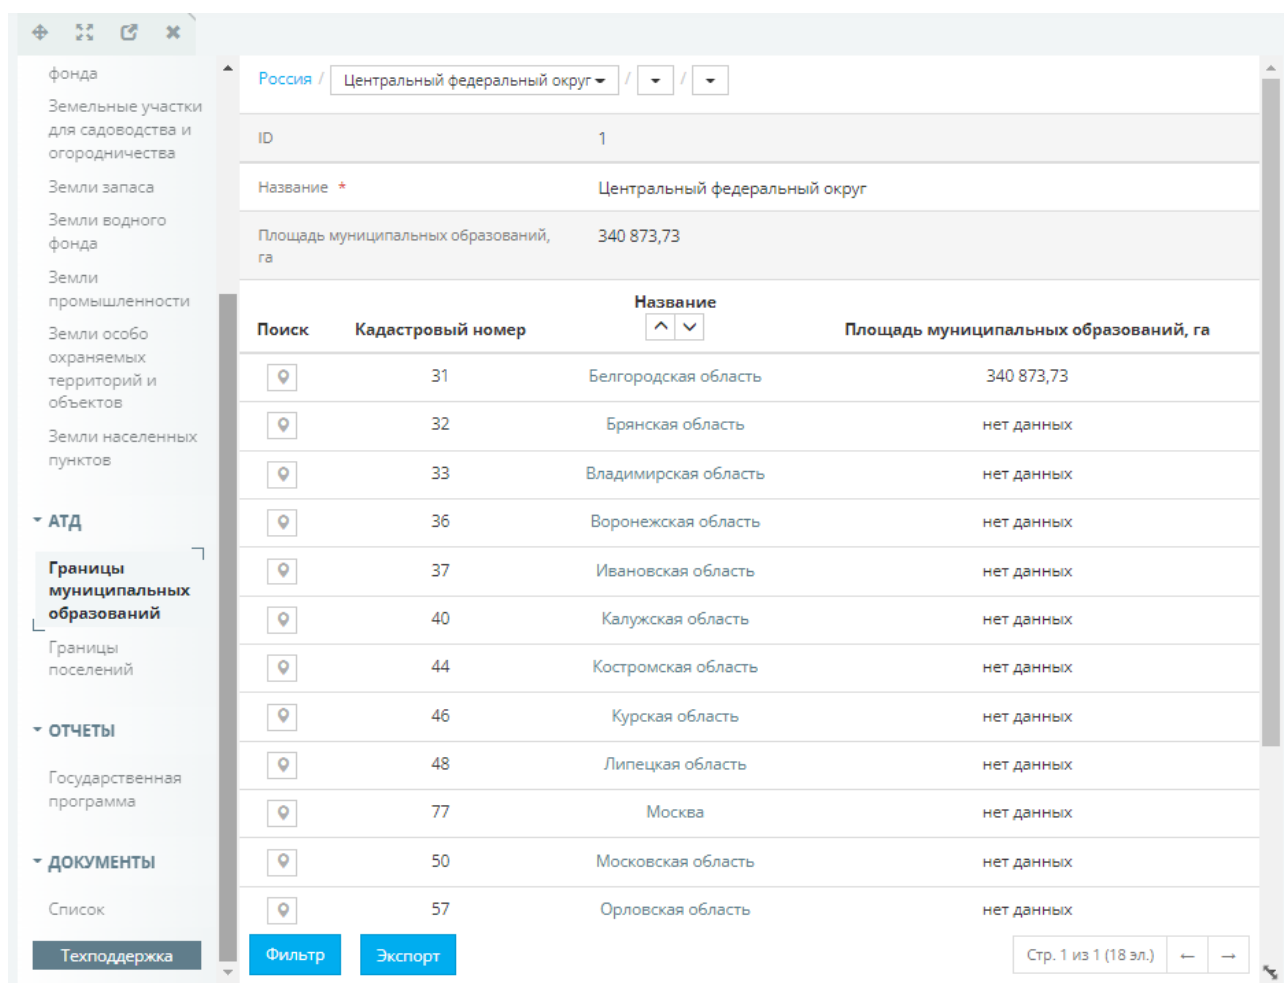 фонда
Земельные участки
для садоводства и
огородничества
Земли запаса
Земли водного
фонда
Земли
промышленности
Земли особо
охраняемых
территорий и
объектов
Земли населенных
пунктов
АТД
Границы
муниципальных
образований
Границы
поселений
ОТЧЕТЫ
Государственная
программа
ДОКУМЕНТЫ
Список
Техподдержка
Россия / Центральный федеральный округ / /
ID 1
Название * Центральный федеральный округ
Площадь муниципальных образований, 340 873,73
га
Название
Поиск Кадастровый номер Площадь муниципальных образований, га
31 Белгородская область 340 873,73
32 Брянская область нет данных
33 Владимирская область нет данных
36 Воронежская область нет данных
37 Ивановская область нет данных
40 Калужская область нет данных
44 Костромская область нет данных
46 Курская область нет данных
48 Липецкая область нет данных
77 Москва нет данных
50 Московская область нет данных
57 Орловская область нет данных
Фильтр Экспорт Стр. 1 из 1 (18 эл.) ← →